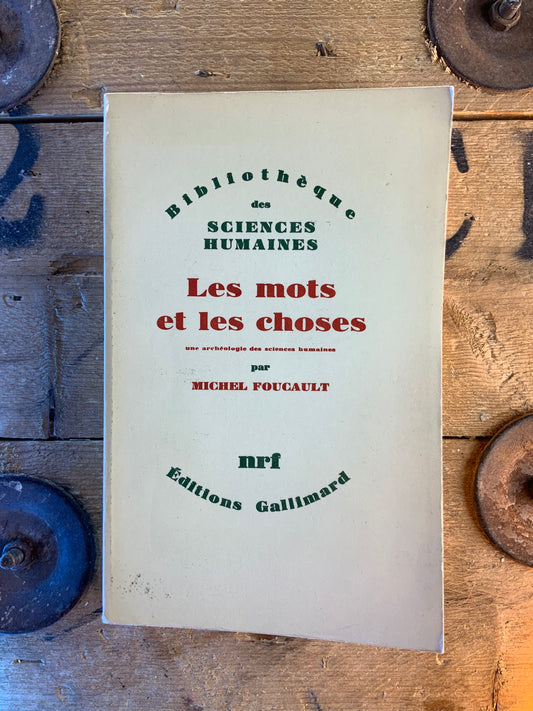 Bibliothèque
des
SCIENCES
HUMAINES
Les mots
et les choses
une archéologie des sciences humaines
par
MICHEL FOUCAULT
nrf
Éditions Gallimard